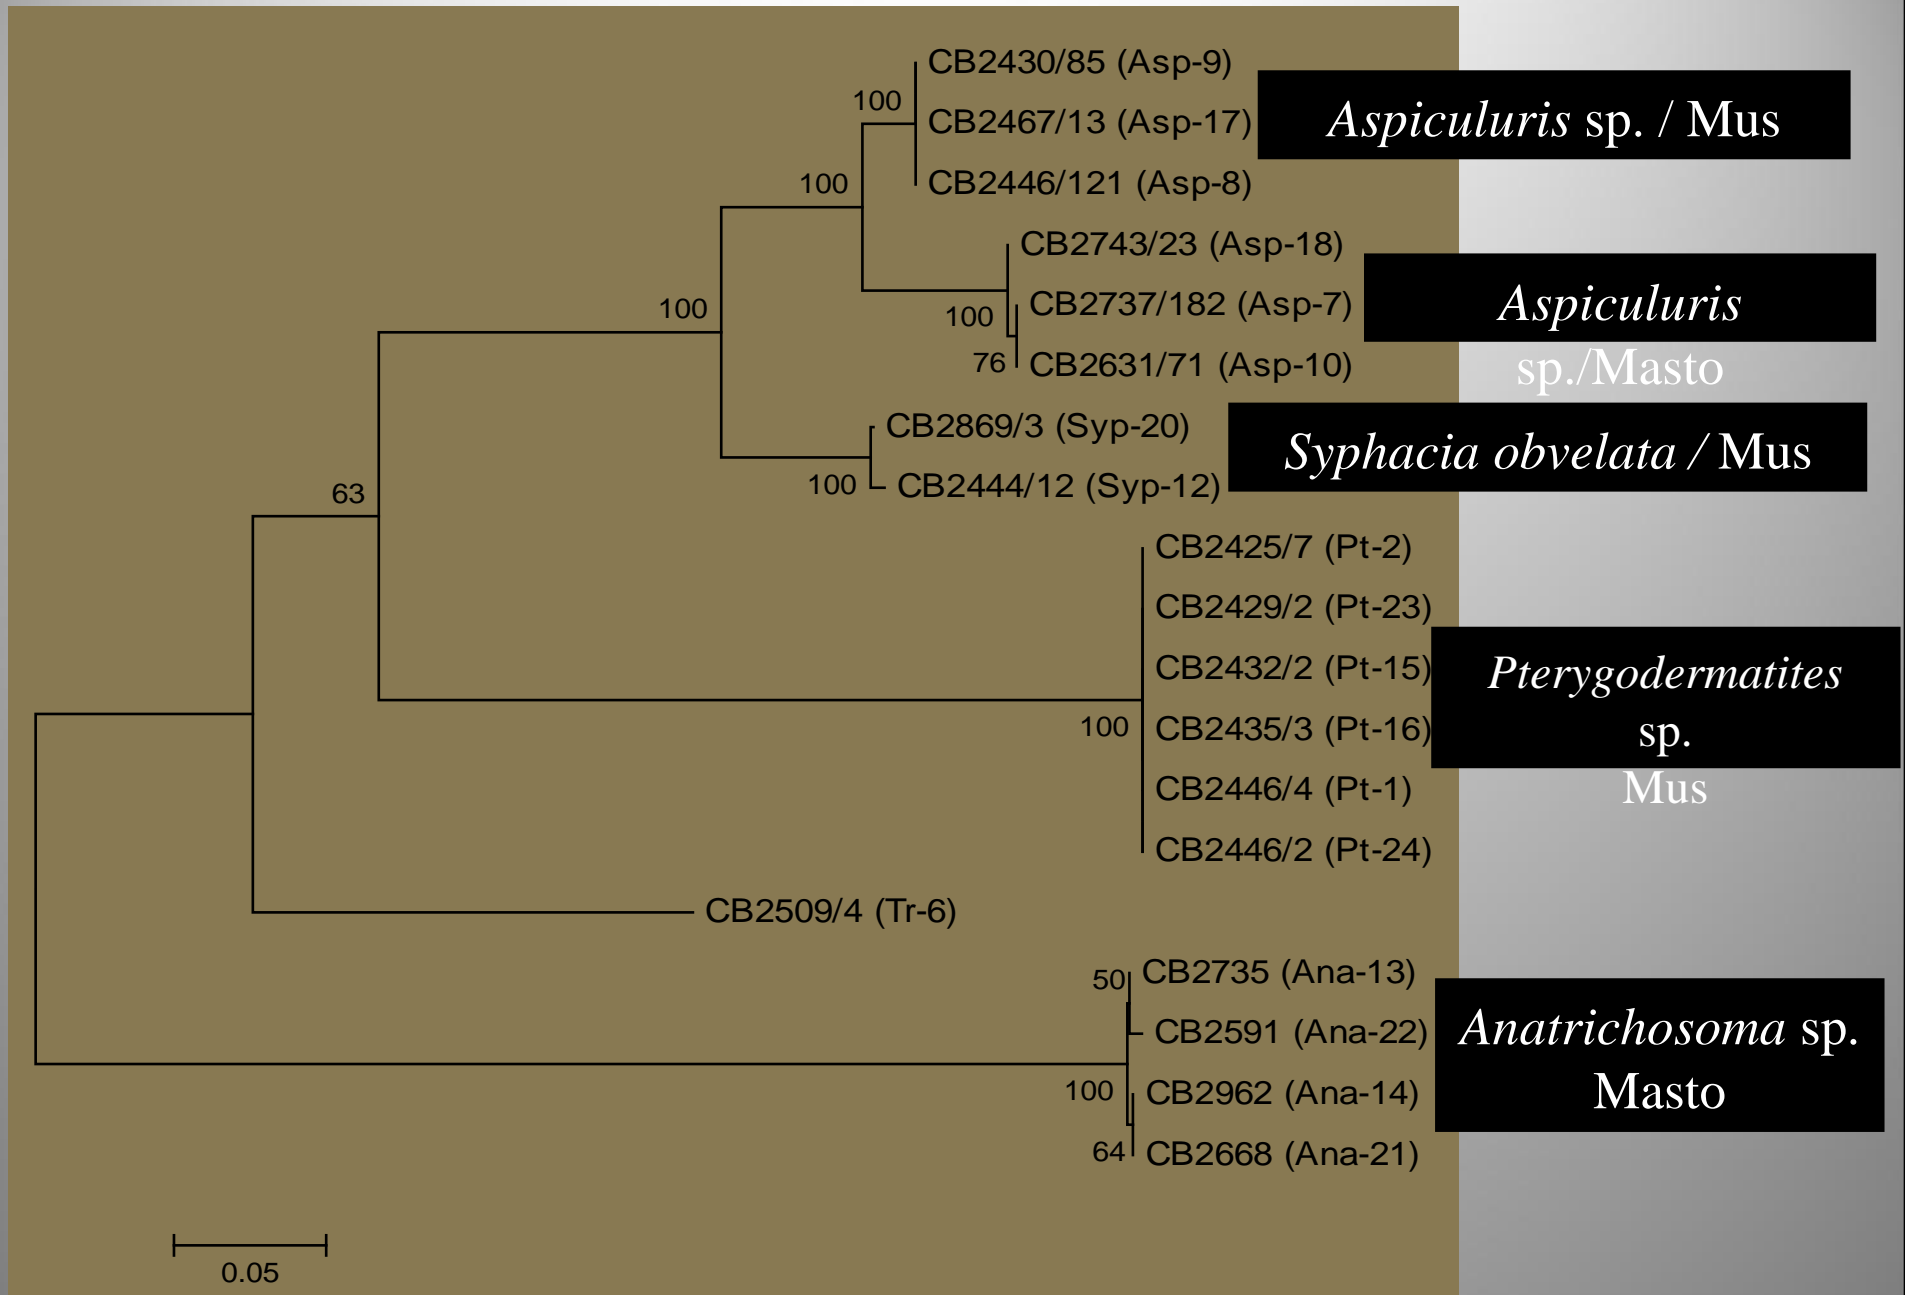 CB2430/85 (Asp-9)
100
CB2467/13 (Asp-17)
Aspiculuris sp. / Mus
100
CB2446/121 (Asp-8)
CB2743/23 (Asp-18)
100
CB2737/182 (Asp-7)
Aspiculuris
sp./Masto
100
76
CB2631/71 (Asp-10)
CB2869/3 (Syp-20)
Syphacia obvelata / Mus
100
CB2444/12 (Syp-12)
63
CB2425/7 (Pt-2)
CB2429/2 (Pt-23)
CB2432/2 (Pt-15)
Pterygodermatites
sp.
Mus
100
CB2435/3 (Pt-16)
CB2446/4 (Pt-1)
CB2446/2 (Pt-24)
CB2509/4 (Tr-6)
50
CB2735 (Ana-13)
CB2591 (Ana-22)
Anatrichosoma sp.
Masto
100
CB2962 (Ana-14)
64
CB2668 (Ana-21)
0.05